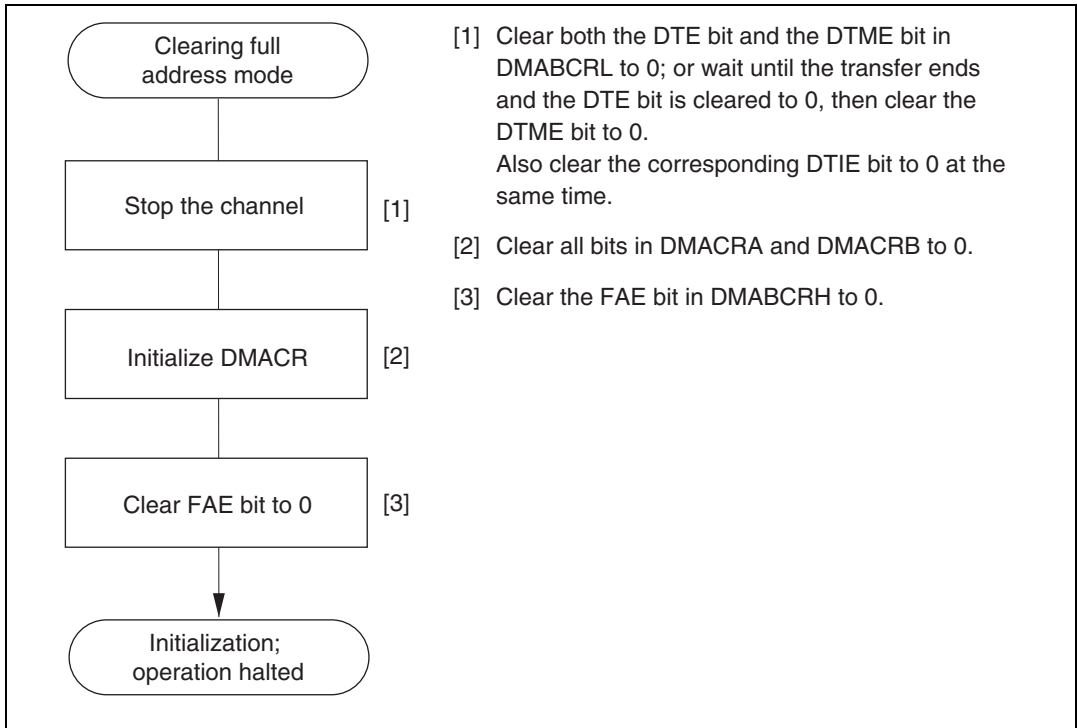 Clearing full
address mode
Stop the channel
[1]
Initialize DMACR
[2]
Clear FAE bit to 0
[3]
Initialization;
operation halted
[1] Clear both the DTE bit and the DTME bit in
DMABCRL to 0; or wait until the transfer ends
and the DTE bit is cleared to 0, then clear the
DTME bit to 0.
Also clear the corresponding DTIE bit to 0 at the
same time.
[2] Clear all bits in DMACRA and DMACRB to 0.
[3] Clear the FAE bit in DMABCRH to 0.